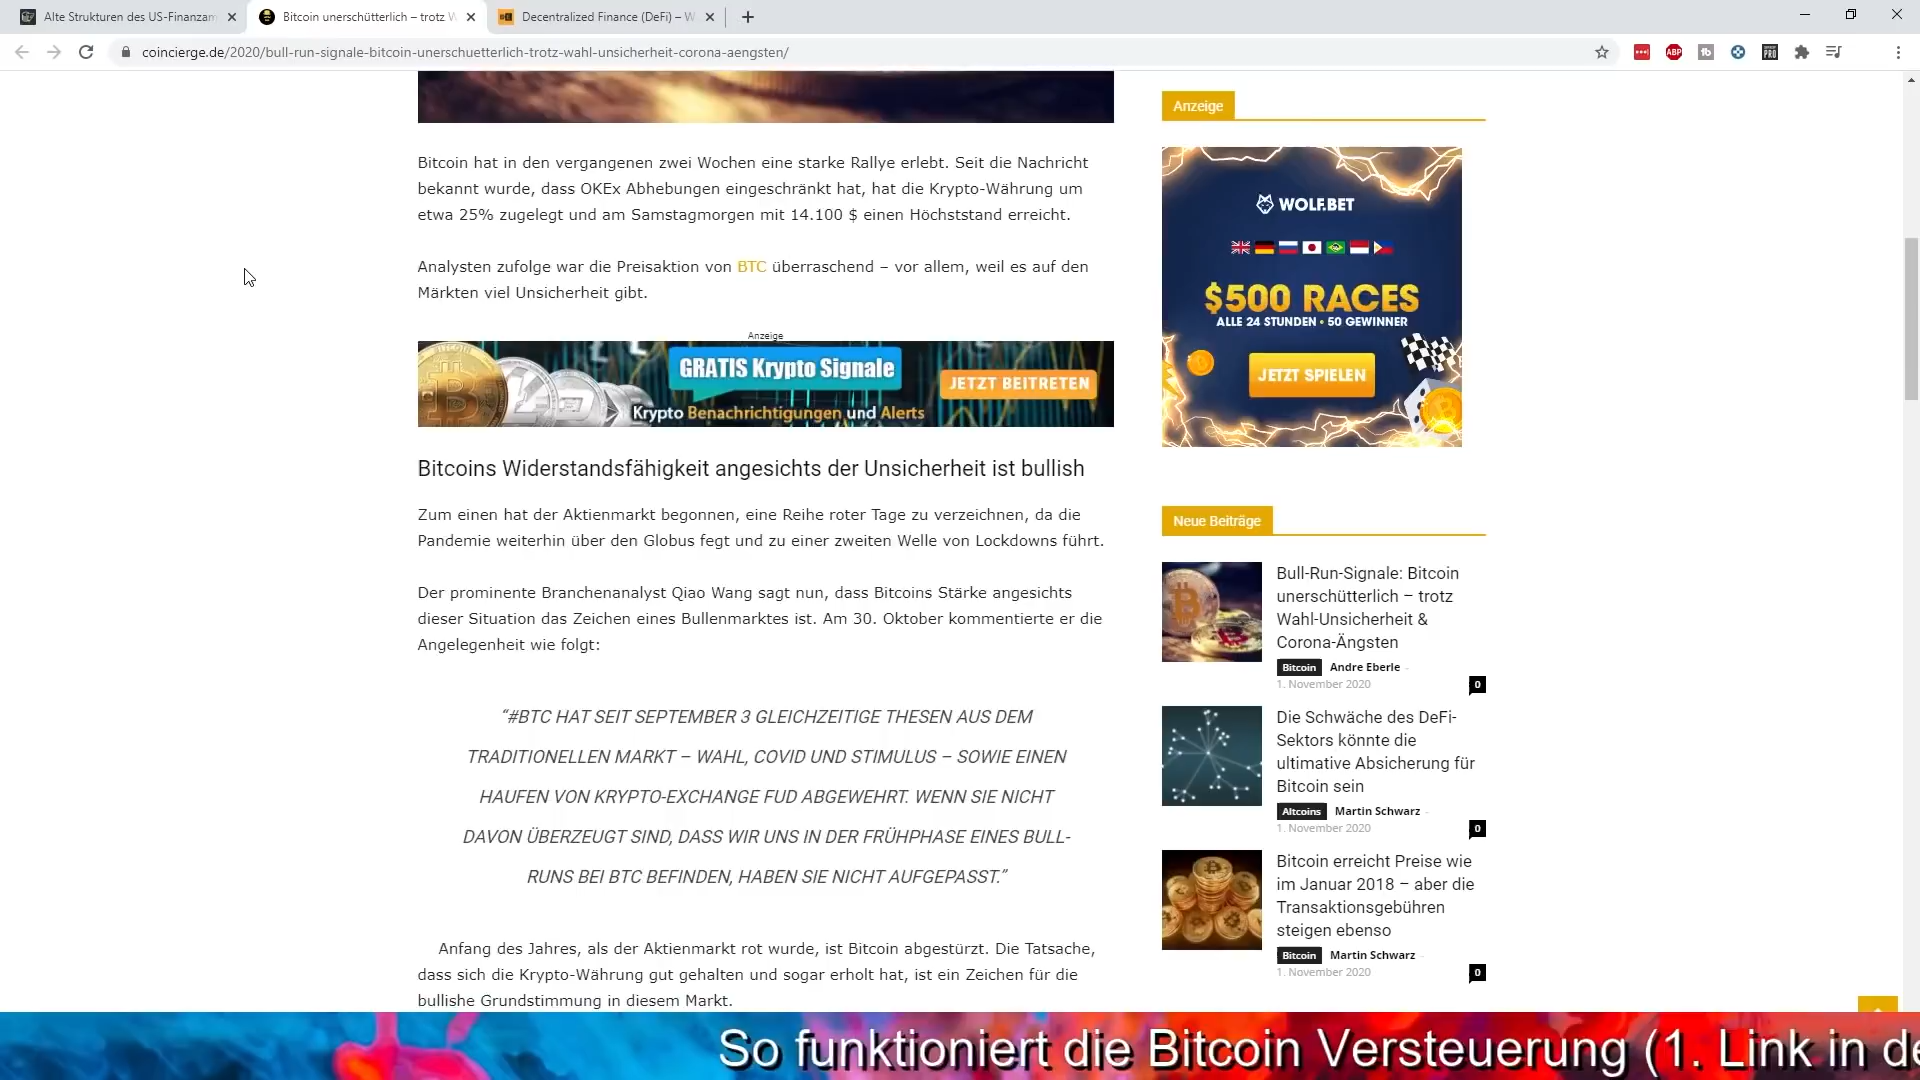 Alte Strukturen des US-Finanzam
Bitcoin unerschütterlich – trotz W
Decentralized Finance (DeFi) – W
coincierge.de/2020/bull-run-signale-bitcoin-unerschuetterlich-trotz-wahl-unsicherheit-corona-aengsten/
ABP
PRO
Bitcoin hat in den vergangenen zwei Wochen eine starke Rallye erlebt. Seit die Nachricht
bekannt wurde, dass OKEx Abhebungen eingeschränkt hat, hat die Krypto-Währung um
etwa 25% zugelegt und am Samstagmorgen mit 14.100 $ einen Höchststand erreicht.
Analysten zufolge war die Preisaktion von BTC überraschend – vor allem, weil es auf den
Märkten viel Unsicherheit gibt.
Anzeige
BITCOIN
GRATIS Krypto Signale
JETZT BEITRETEN
Krypto Benachrichtigungen und Alerts
Bitcoins Widerstandsfähigkeit angesichts der Unsicherheit ist bullish
Zum einen hat der Aktienmarkt begonnen, eine Reihe roter Tage zu verzeichnen, da die
Pandemie weiterhin über den Globus fegt und zu einer zweiten Welle von Lockdowns führt.
Der prominente Branchenanalyst Qiao Wang sagt nun, dass Bitcoins Stärke angesichts
dieser Situation das Zeichen eines Bullenmarktes ist. Am 30. Oktober kommentierte er die
Angelegenheit wie folgt:
“#BTC HAT SEIT SEPTEMBER 3 GLEICHZEITIGE THESEN AUS DEM
TRADITIONELLEN MARKT – WAHL, COVID UND STIMULUS – SOWIE EINEN
HAUFEN VON KRYPTO-EXCHANGE FUD ABGEWEHRT. WENN SIE NICHT
DAVON ÜBERZEUGT SIND, DASS WIR UNS IN DER FRÜHPHASE EINES BULL-
RUNS BEI BTC BEFINDEN, HABEN SIE NICHT AUFGEPASST.”
Anfang des Jahres, als der Aktienmarkt rot wurde, ist Bitcoin abgestürzt. Die Tatsache,
dass sich die Krypto-Währung gut gehalten und sogar erholt hat, ist ein Zeichen für die
bullishe Grundstimmung in diesem Markt.
Anzeige
WOLF.BET
$500 RACES
ALLE 24 STUNDEN • 50 GEWINNER
JETZT SPIELEN
Neue Beiträge
Bull-Run-Signale: Bitcoin
unerschütterlich – trotz
Wahl-Unsicherheit &
Corona-Ängsten
Bitcoin Andre Eberle -
1. November 2020
0
Die Schwäche des DeFi-
Sektors könnte die
ultimative Absicherung für
Bitcoin sein
Altcoins Martin Schwarz -
1. November 2020
0
Bitcoin erreicht Preise wie
im Januar 2018 – aber die
Transaktionsgebühren
steigen ebenso
Bitcoin Martin Schwarz -
1. November 2020
0
So funktioniert die Bitcoin Versteuerung (1. Link in de